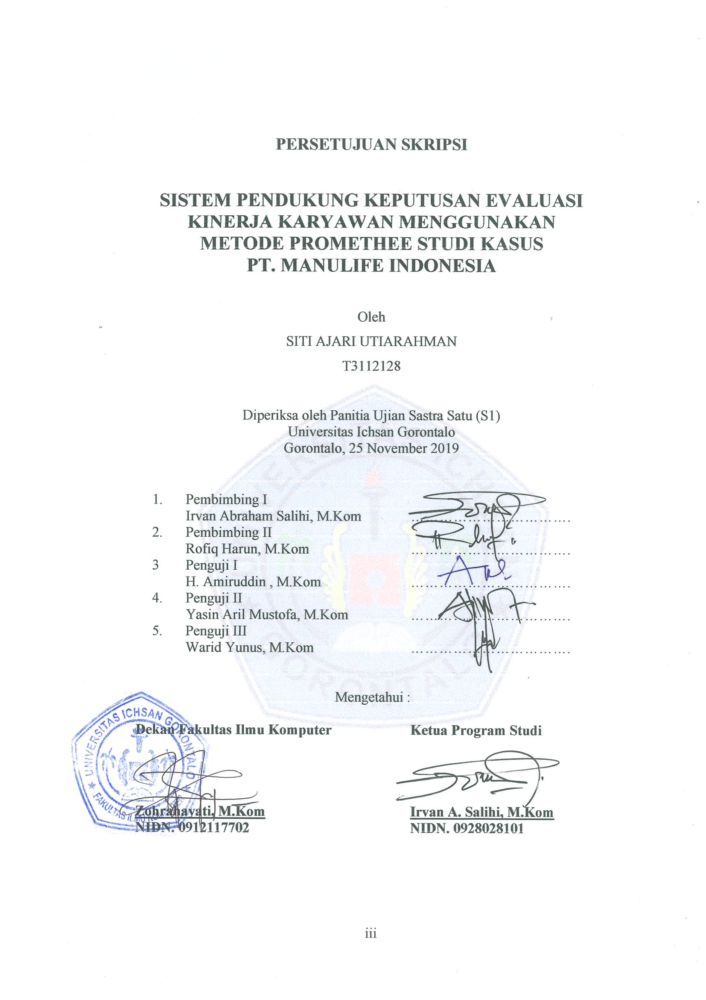 PERSETUJUAN SKRIPSI
SISTEM PENDUKUNG KEPUTUSAN EVALUASI
KINERJA KARYAWAN MENGGUNAKAN
METODE PROMETHEE STUDI KASUS
PT. MANULIFE INDONESIA
Oleh
SITI AJARI UTIARAHMAN
T3112128
Diperiksa oleh Panitia Ujian Sastra Satu (S1)
Universitas Ichsan Gorontalo
Gorontalo, 25 November 2019
1. Pembimbing I
Irvan Abraham Salihi, M.Kom ..............................
2. Pembimbing II
Rofiq Harun, M.Kom ..............................
3 Penguji I
H. Amiruddin , M.Kom ..............................
4. Penguji II
Yasin Aril Mustofa, M.Kom ..............................
5. Penguji III
Warid Yunus, M.Kom ..............................
Mengetahui :
Dekan Fakultas Ilmu Komputer
Ketua Program Studi
UNIVERSITAS ICHSAN GORONTALO
FAKULTAS ILMU KOMPUTER
Zohrahayati, M.Kom
NIDN. 0912117702
Irvan A. Salihi, M.Kom
NIDN. 0928028101
iii